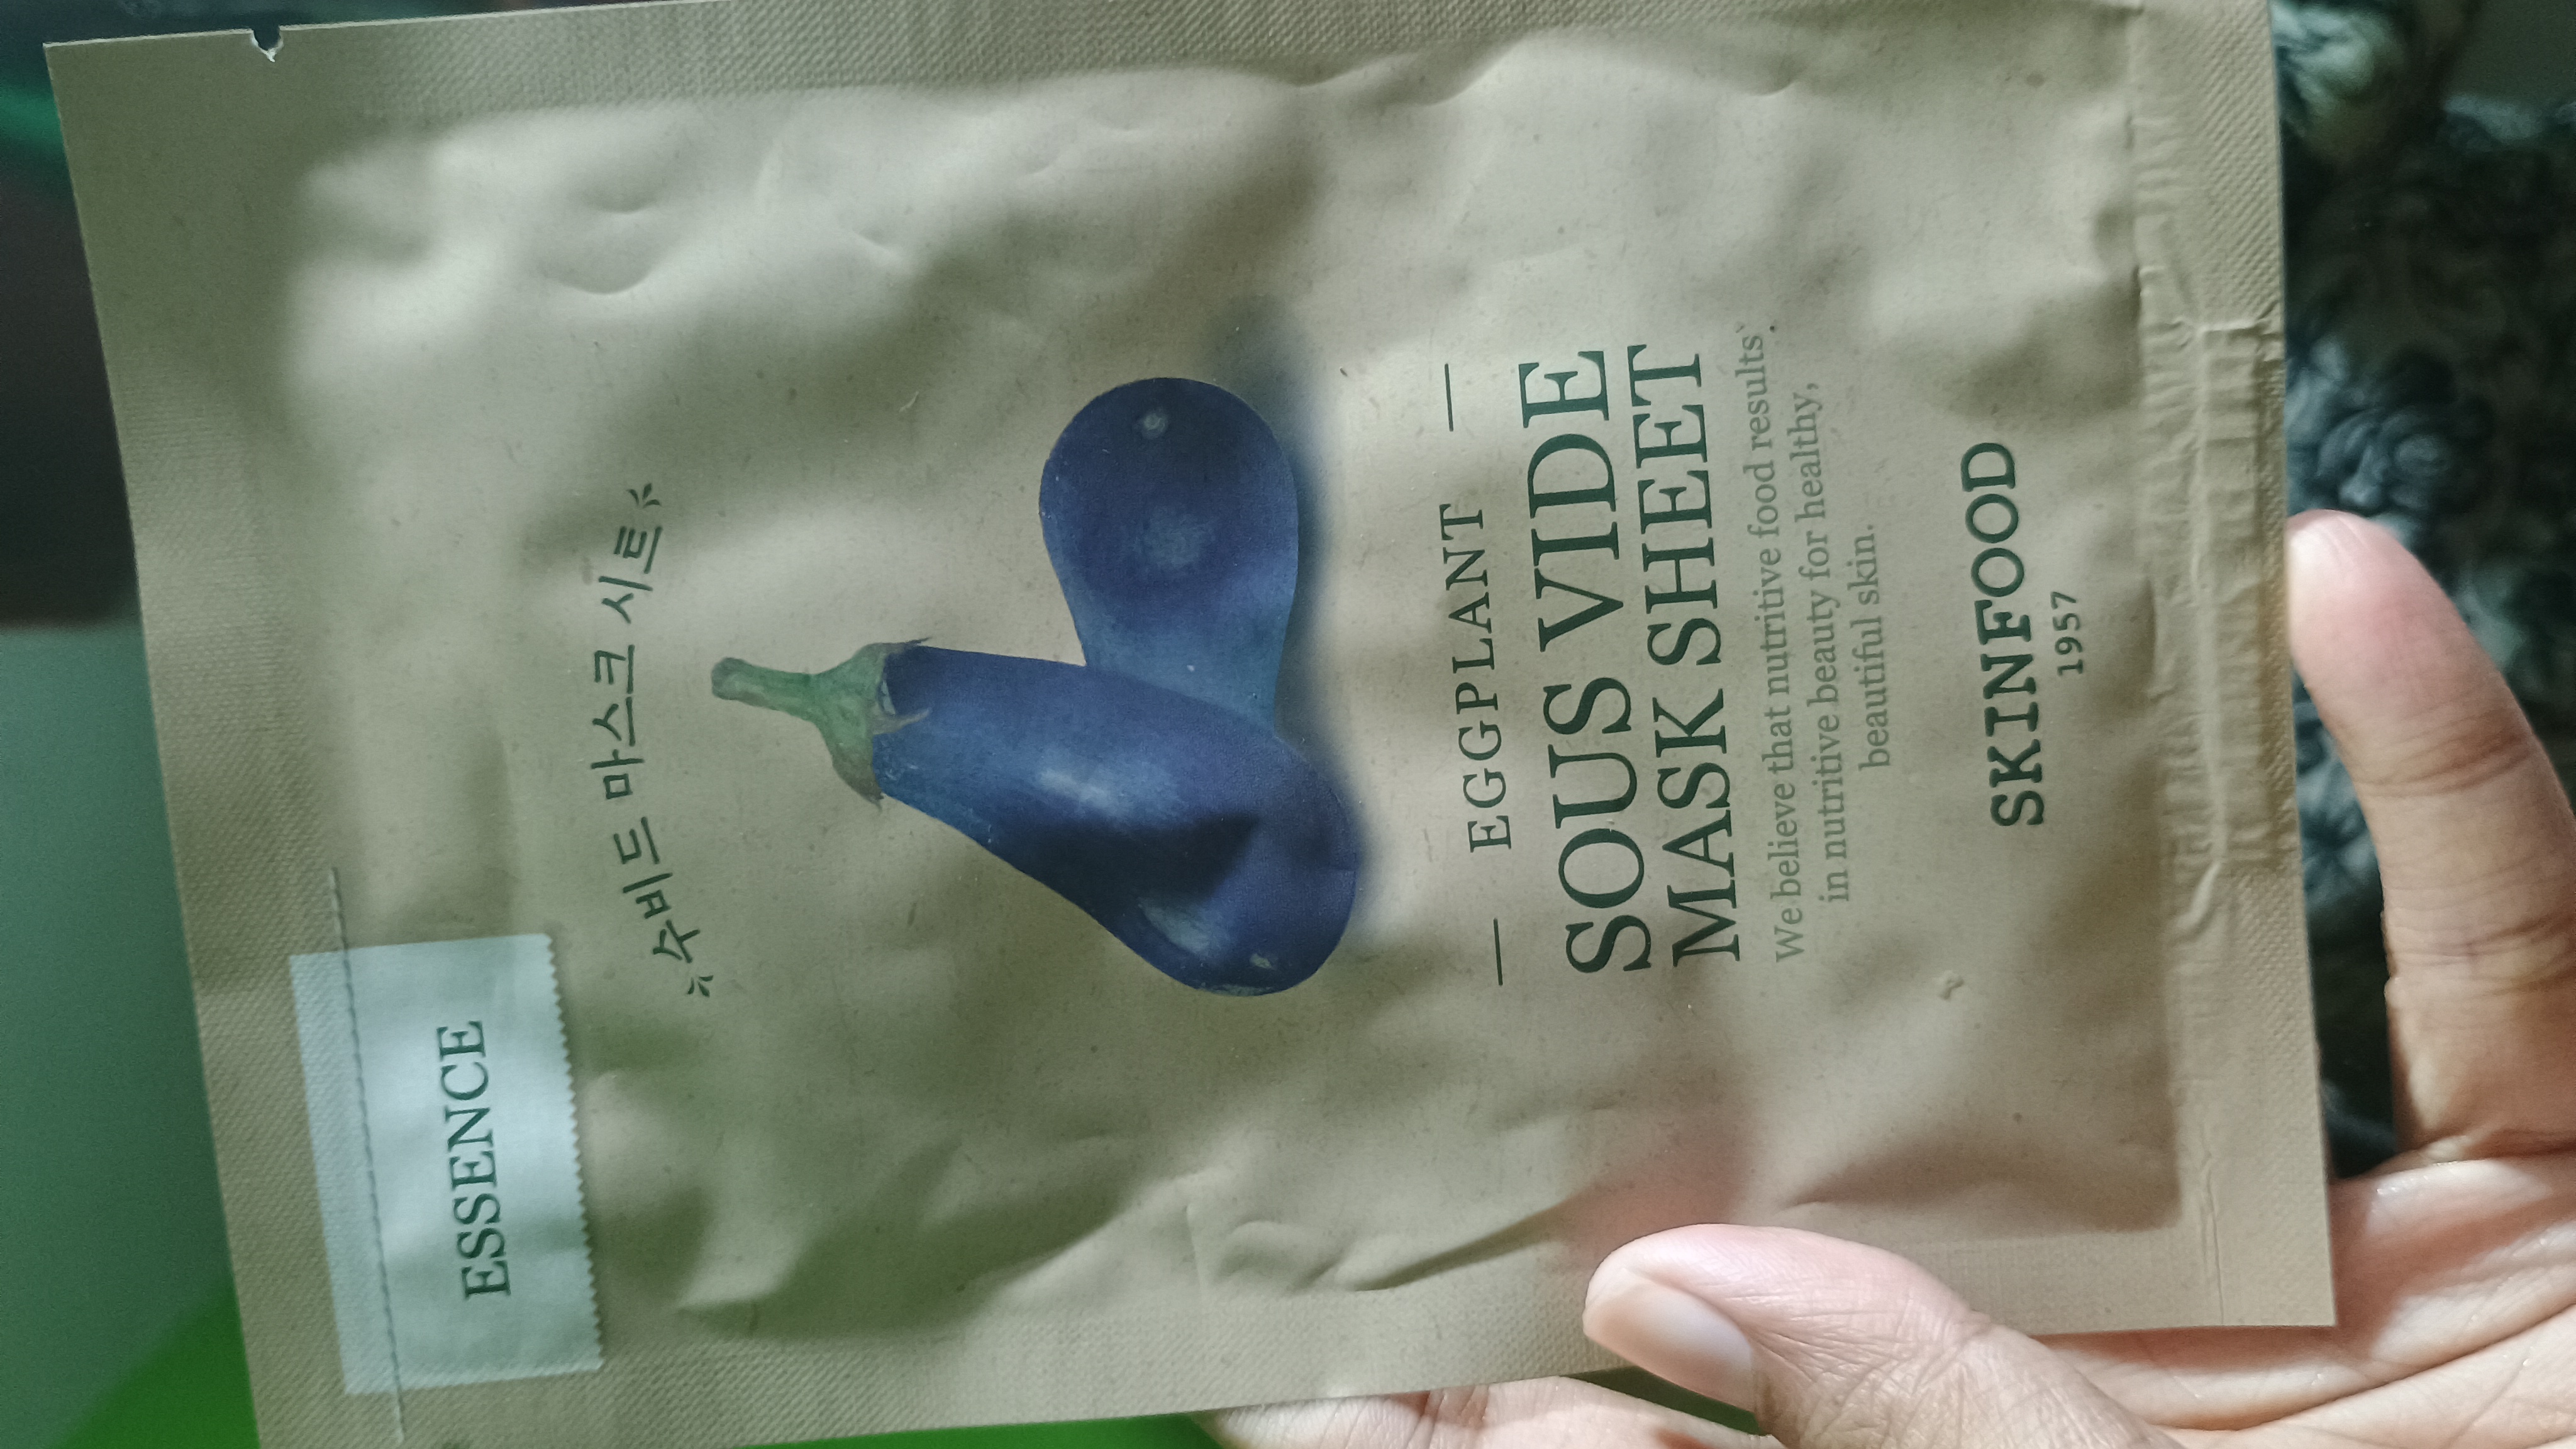 ESSENCE
수비드 마스크 시트
EGGPLANT
SOUS VIDE
MASK SHEET
We believe that nutritive food results`
in nutritive beauty for healthy,
beautiful skin.
SKINFOOD
1957